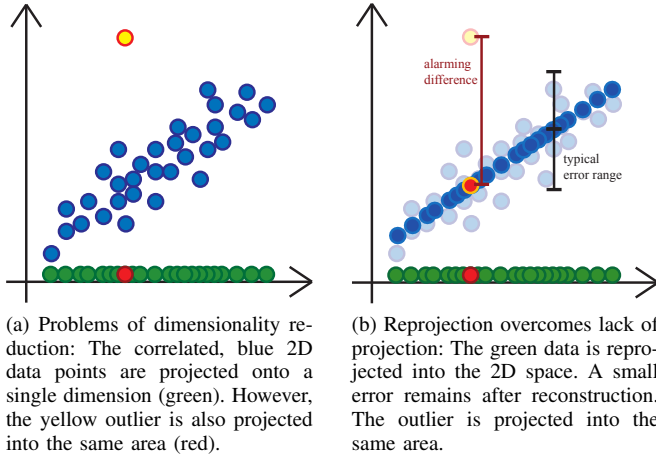 alarming
difference
typical
error range
(a) Problems of dimensionality re-
duction: The correlated, blue 2D
data points are projected onto a
single dimension (green). However,
the yellow outlier is also projected
into the same area (red).
(b) Reprojection overcomes lack of
projection: The green data is repro-
jected into the 2D space. A small
error remains after reconstruction.
The outlier is projected into the
same area.